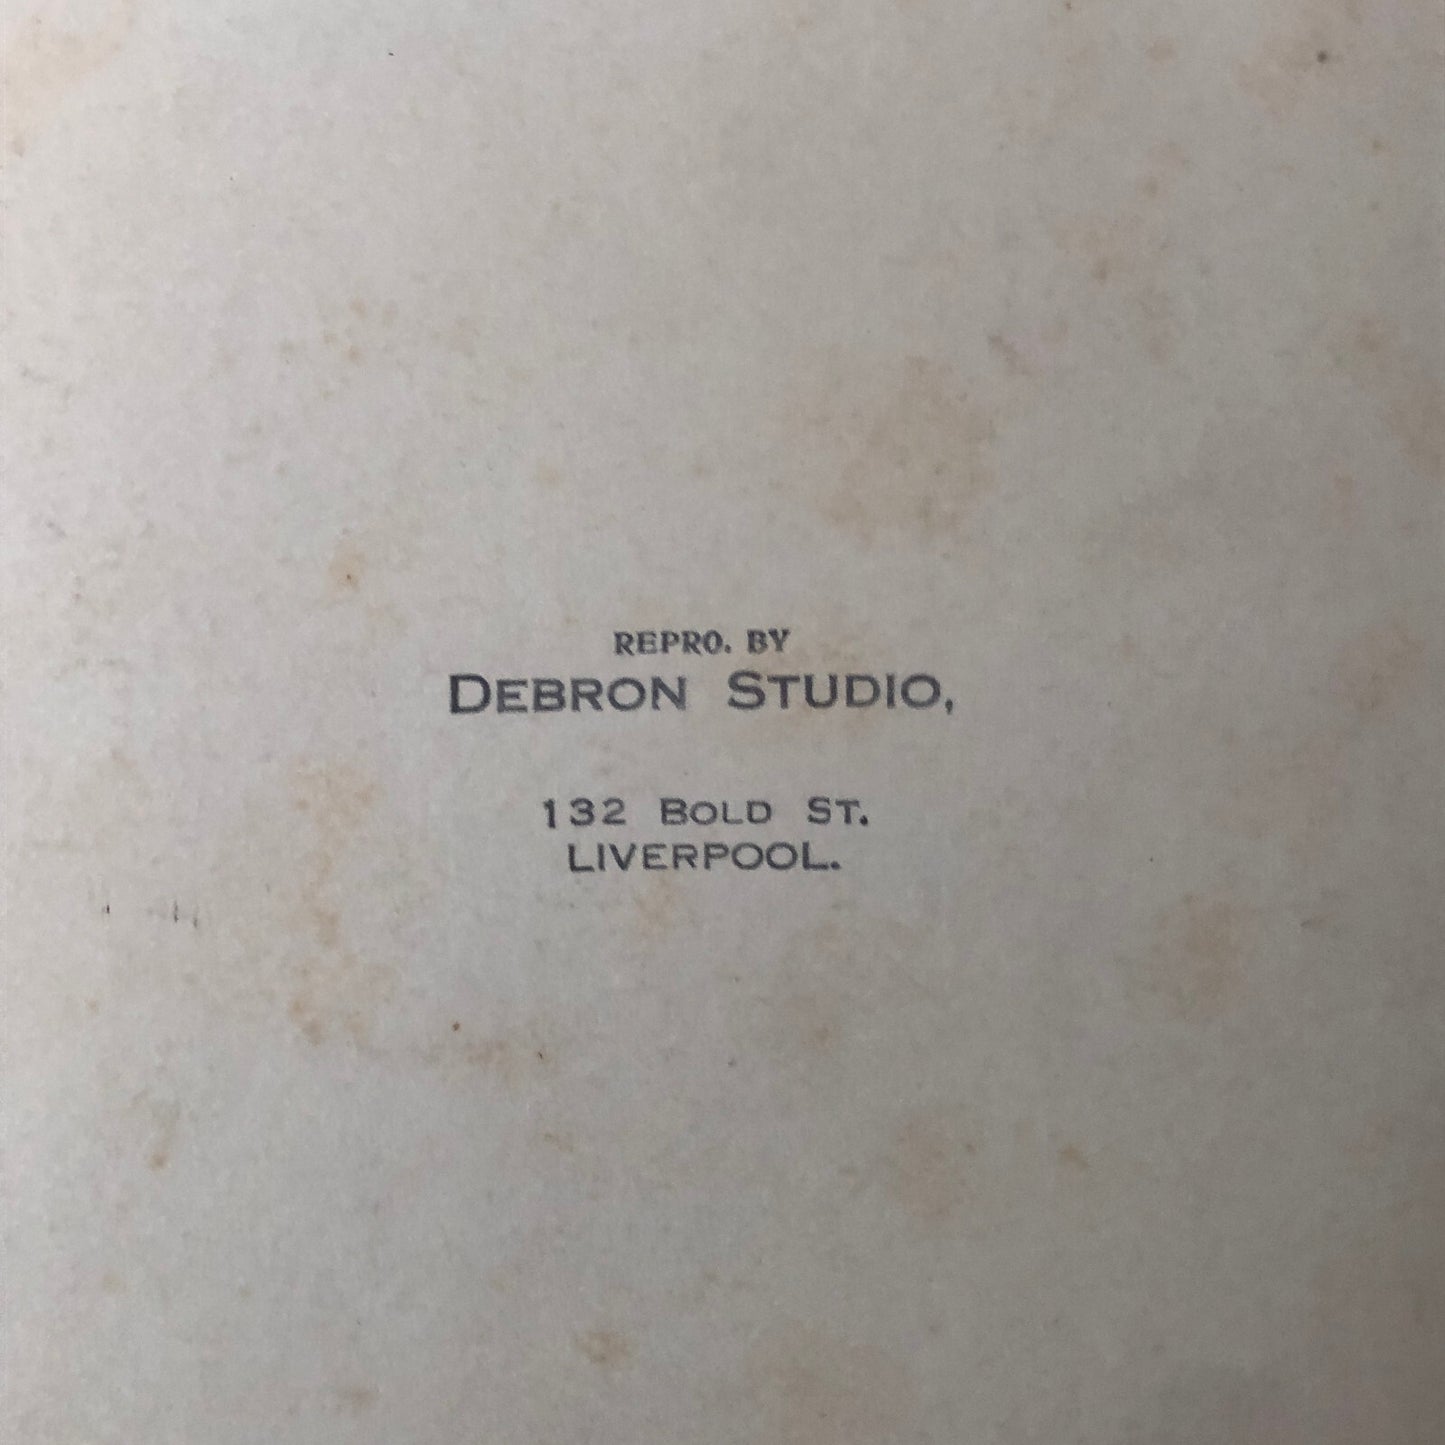 REPRO. BY
DEBRON STUDIO,
132 BOLD ST.
LIVERPOOL.